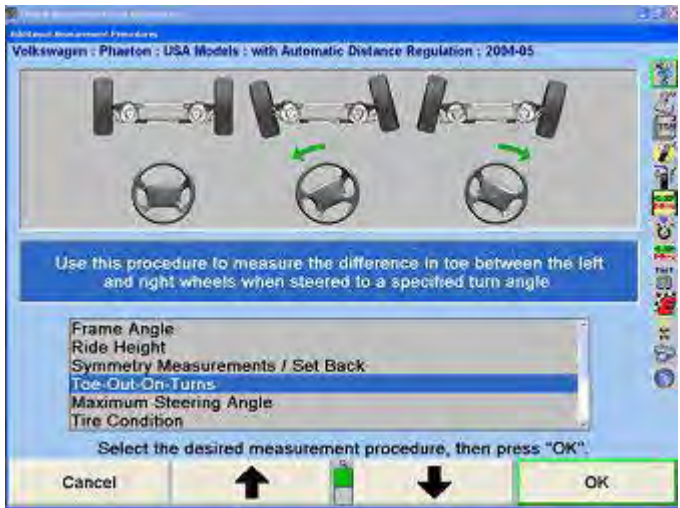 Additional Measurement Procedures
Volkswagen : Phaeton : USA Models : with Automatic Distance Regulation : 2004-05
Use this procedure to measure the difference in toe between the left
and right wheels when steered to a specified turn angle
Frame Angle
Ride Height
Symmetry Measurements / Set Back
Toe-Out-On-Turns
Maximum Steering Angle
Tire Condition
Select the desired measurement procedure, then press "OK".
Cancel
OK